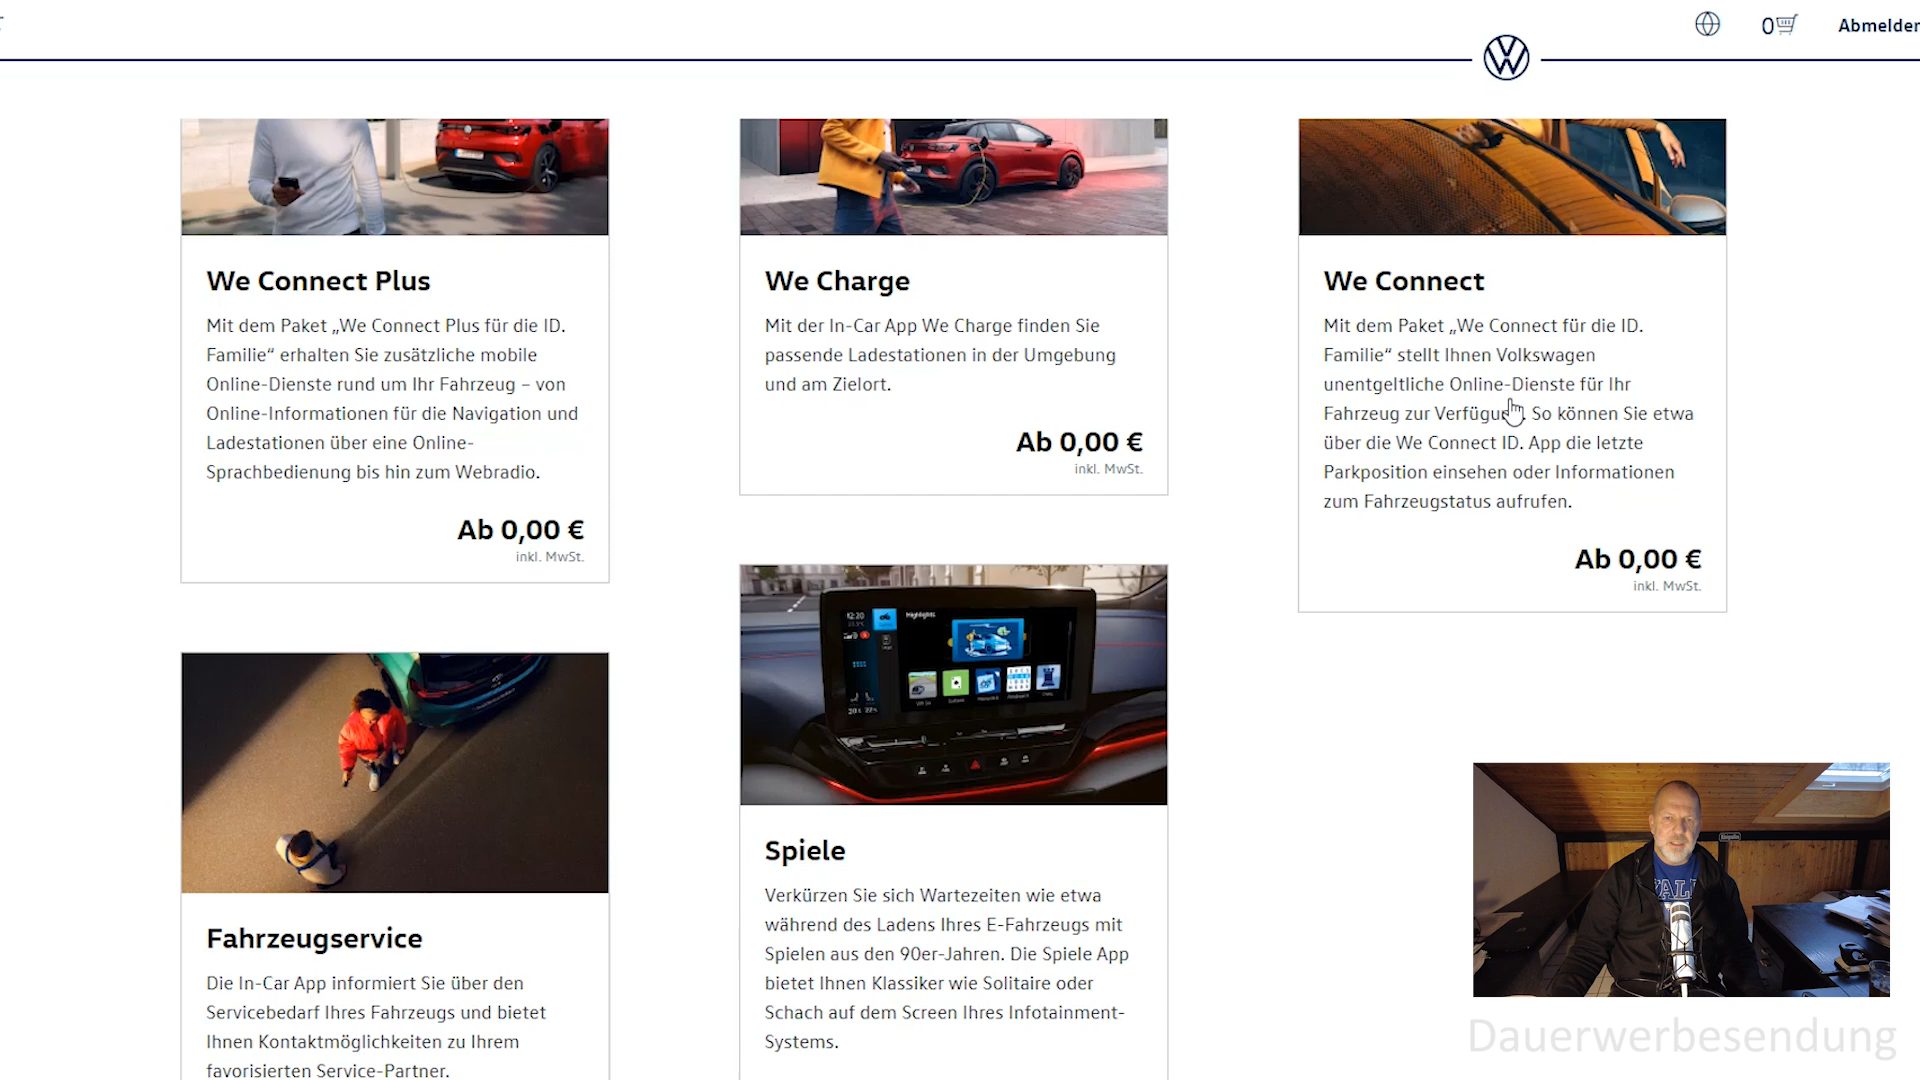 0
Abmelden
We Connect Plus
Mit dem Paket „We Connect Plus für die ID.
Familie“ erhalten Sie zusätzliche mobile
Online-Dienste rund um Ihr Fahrzeug – von
Online-Informationen für die Navigation und
Ladestationen über eine Online-
Sprachbedienung bis hin zum Webradio.
Ab 0,00 €
inkl. MwSt.
We Charge
Mit der In-Car App We Charge finden Sie
passende Ladestationen in der Umgebung
und am Zielort.
Ab 0,00 €
inkl. MwSt.
We Connect
Mit dem Paket „We Connect für die ID.
Familie“ stellt Ihnen Volkswagen
unentgeltliche Online-Dienste für Ihr
Fahrzeug zur Verfügung. So können Sie etwa
über die We Connect ID. App die letzte
Parkposition einsehen oder Informationen
zum Fahrzeugstatus aufrufen.
Ab 0,00 €
inkl. MwSt.
Fahrzeugservice
Die In-Car App informiert Sie über den
Servicebedarf Ihres Fahrzeugs und bietet
Ihnen Kontaktmöglichkeiten zu Ihrem
favorisierten Service-Partner.
12:20
Highlights
Spiele
Verkürzen Sie sich Wartezeiten wie etwa
während des Ladens Ihres E-Fahrzeugs mit
Spielen aus den 90er-Jahren. Die Spiele App
bietet Ihnen Klassiker wie Solitaire oder
Schach auf dem Screen Ihres Infotainment-
Systems.
Dauerwerbesendung